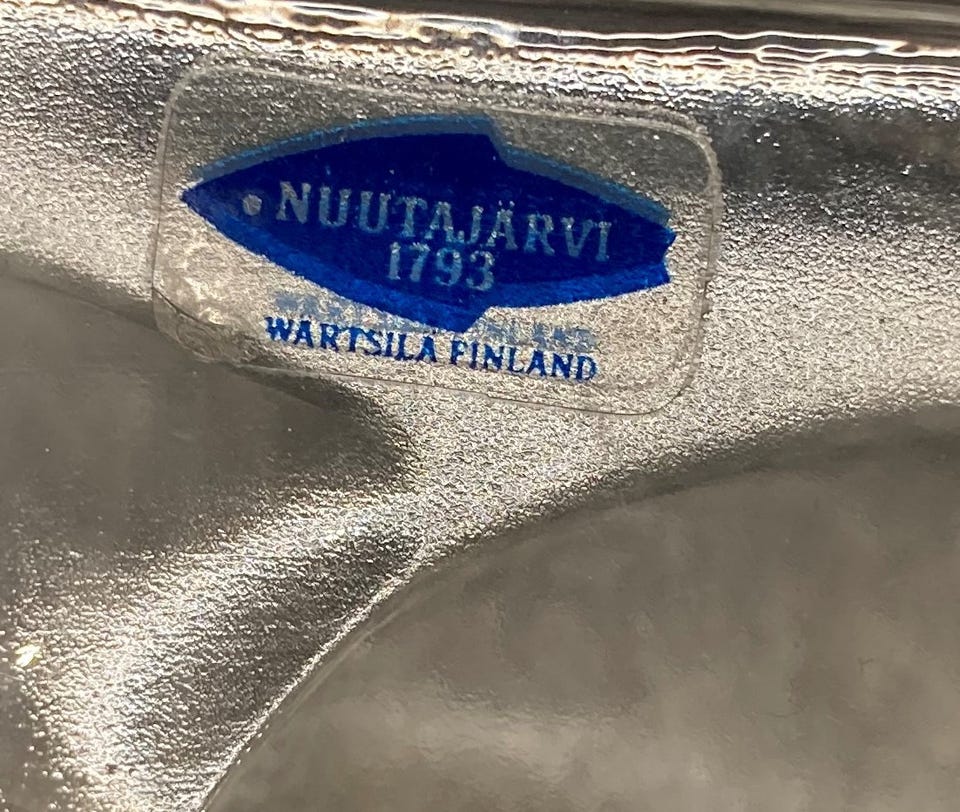 NUUTAJÄRVI
1793
WÄRTSILÄ FINLAND